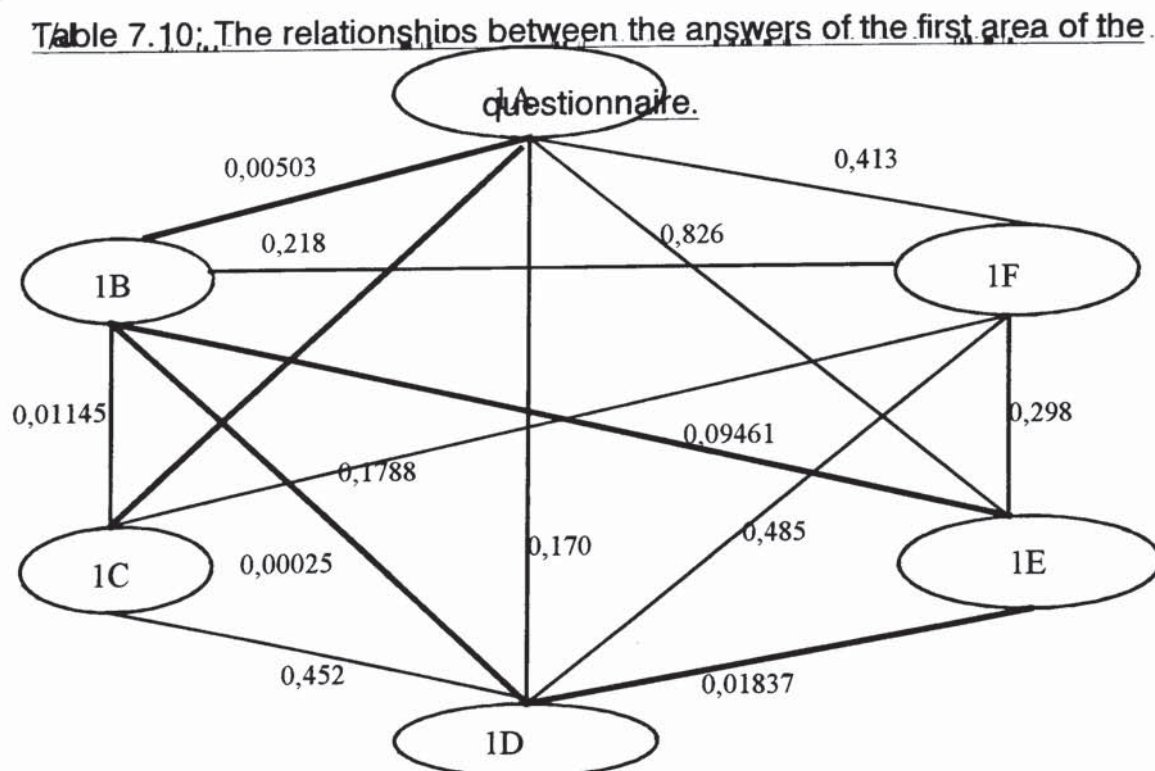 Table 7.10: The relationships between the answers of the first area of the
questionnaire.
1A
0,00503
0,413
0,218
0,826
1B
1F
0,01145
0,09461
0,298
0,1788
0,00025
0,170
0,485
1C
1E
0,452
0,01837
1D